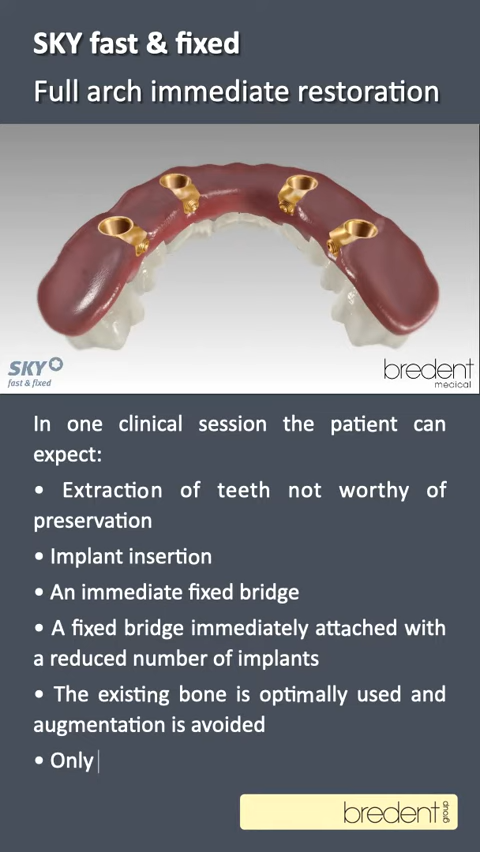 SKY fast & fixed
Full arch immediate restoration
SKY
fast & fixed
bredent
medical
In one clinical session the patient can
expect:
• Extraction of teeth not worthy of
preservation
• Implant insertion
• An immediate fixed bridge
• A fixed bridge immediately attached with
a reduced number of implants
• The existing bone is optimally used and
augmentation is avoided
• Only
bredent group